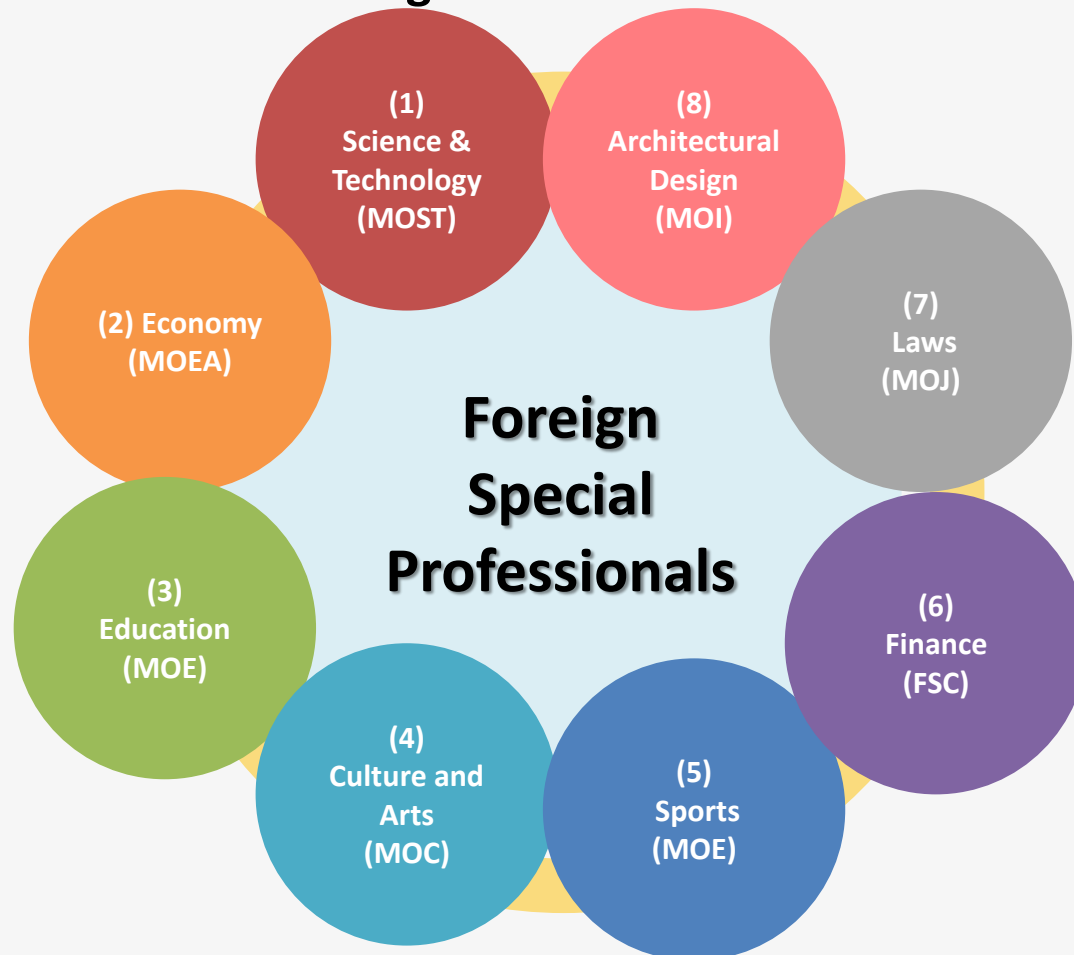 (1)
Science &
Technology
(MOST)
(8)
Architectural
Design
(MOI)
(2) Economy
(MOEA)
(7)
Laws
(MOJ)
Foreign
Special
Professionals
(3)
Education
(MOE)
(6)
Finance
(FSC)
(4)
Culture and
Arts
(MOC)
(5)
Sports
(MOE)